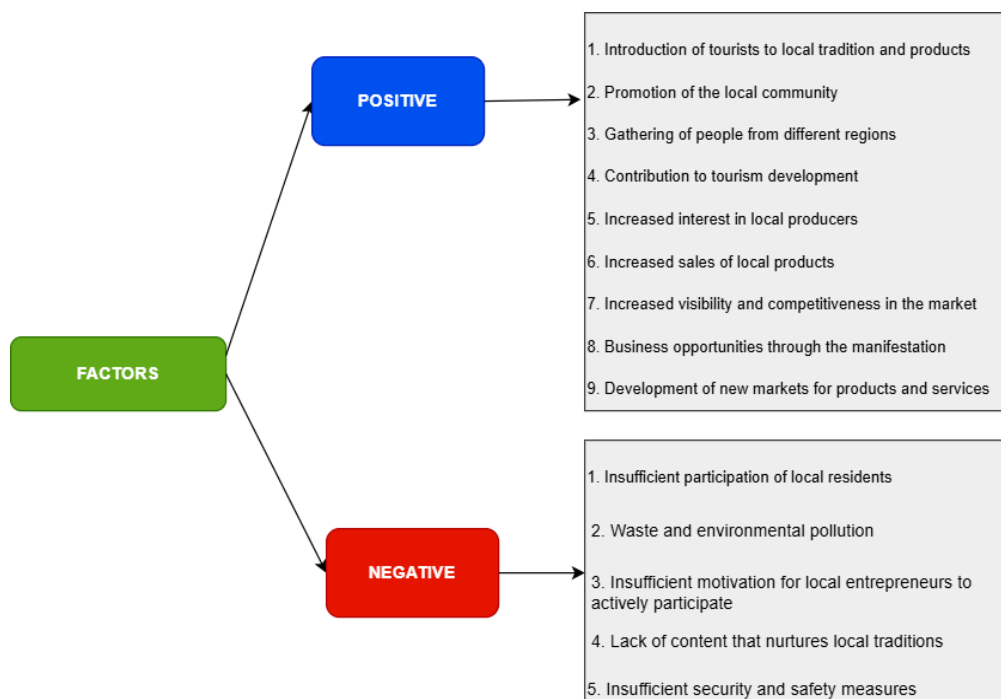 POSITIVE
1. Introduction of tourists to local tradition and products
2. Promotion of the local community
3. Gathering of people from different regions
4. Contribution to tourism development
5. Increased interest in local producers
6. Increased sales of local products
7. Increased visibility and competitiveness in the market
8. Business opportunities through the manifestation
9. Development of new markets for products and services
FACTORS
NEGATIVE
1. Insufficient participation of local residents
2. Waste and environmental pollution
3. Insufficient motivation for local entrepreneurs to
actively participate
4. Lack of content that nurtures local traditions
5. Insufficient security and safety measures